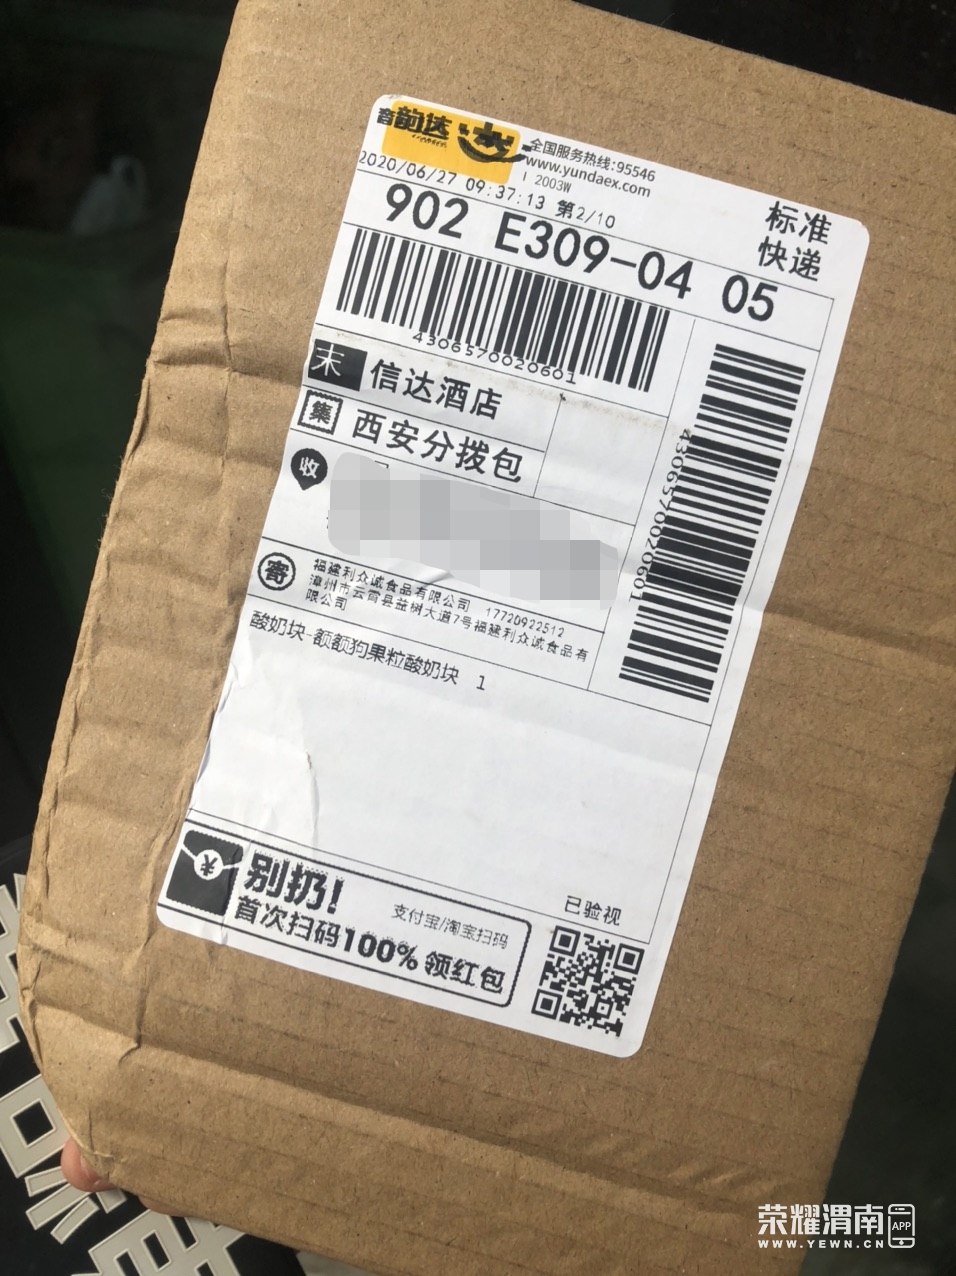 韵达
全国服务热线:95546
www.yundaex.com
2003W
2020/06/27 09:37:13 第2/10
标准
快递
902 E309-04 05
4306570020601
末 信达酒店
集 西安分拨包
收
4306570020601
寄 福建利众诚食品有限公司 17720922512
漳州市云霄县益树大道7号福建利众诚食品有
限公司
酸奶块-额额狗果粒酸奶块 1
已验视
别扔!
支付宝/淘宝扫码
首次扫码100%领红包
荣耀渭南 APP
WWW.YEWN.CN